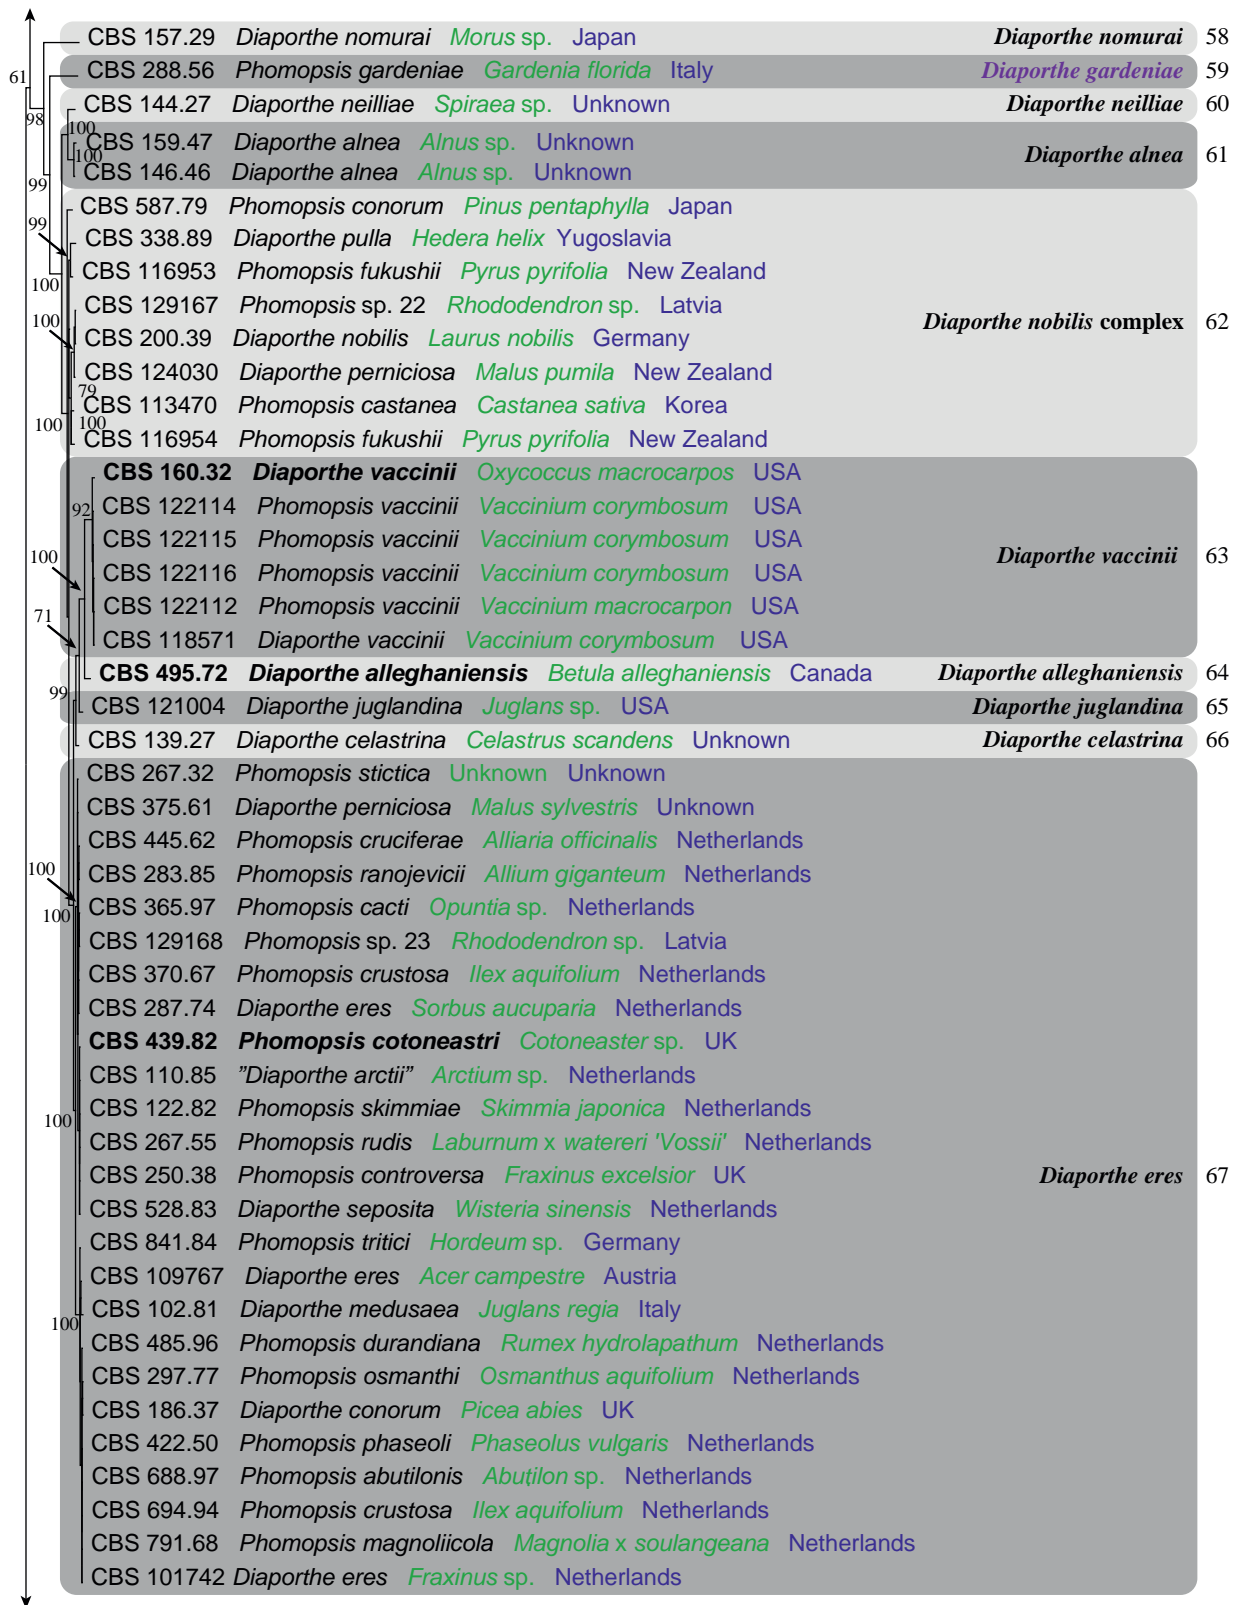 CBS 157.29 Diaporthe nomurai Morus sp. Japan Diaporthe nomurai 58
61
CBS 288.56 Phomopsis gardeniae Gardenia florida Italy Diaporthe gardeniae 59
CBS 144.27 Diaporthe neilliae Spiraea sp. Unknown Diaporthe neilliae 60
98
100
CBS 159.47 Diaporthe alnea Alnus sp. Unknown
Diaporthe alnea 61
100
CBS 146.46 Diaporthe alnea Alnus sp. Unknown
99
CBS 587.79 Phomopsis conorum Pinus pentaphylla Japan
99
CBS 338.89 Diaporthe pulla Hedera helix Yugoslavia
CBS 116953 Phomopsis fukushii Pyrus pyrifolia New Zealand
100
CBS 129167 Phomopsis sp. 22 Rhododendron sp. Latvia
100
Diaporthe nobilis complex 62
CBS 200.39 Diaporthe nobilis Laurus nobilis Germany
CBS 124030 Diaporthe perniciosa Malus pumila New Zealand
79
CBS 113470 Phomopsis castanea Castanea sativa Korea
100 100
CBS 116954 Phomopsis fukushii Pyrus pyrifolia New Zealand
CBS 160.32 Diaporthe vaccinii Oxycoccus macrocarpos USA
92
CBS 122114 Phomopsis vaccinii Vaccinium corymbosum USA
CBS 122115 Phomopsis vaccinii Vaccinium corymbosum USA
100
Diaporthe vaccinii 63
CBS 122116 Phomopsis vaccinii Vaccinium corymbosum USA
CBS 122112 Phomopsis vaccinii Vaccinium macrocarpon USA
71
CBS 118571 Diaporthe vaccinii Vaccinium corymbosum USA
CBS 495.72 Diaporthe alleghaniensis Betula alleghaniensis Canada Diaporthe alleghaniensis 64
99
CBS 121004 Diaporthe juglandina Juglans sp. USA Diaporthe juglandina 65
CBS 139.27 Diaporthe celastrina Celastrus scandens Unknown Diaporthe celastrina 66
CBS 267.32 Phomopsis stictica Unknown Unknown
CBS 375.61 Diaporthe perniciosa Malus sylvestris Unknown
CBS 445.62 Phomopsis cruciferae Alliaria officinalis Netherlands
100
CBS 283.85 Phomopsis ranojevicii Allium giganteum Netherlands
CBS 365.97 Phomopsis cacti Opuntia sp. Netherlands
100
CBS 129168 Phomopsis sp. 23 Rhododendron sp. Latvia
CBS 370.67 Phomopsis crustosa Ilex aquifolium Netherlands
CBS 287.74 Diaporthe eres Sorbus aucuparia Netherlands
CBS 439.82 Phomopsis cotoneastri Cotoneaster sp. UK
CBS 110.85 "Diaporthe arctii" Arctium sp. Netherlands
CBS 122.82 Phomopsis skimmiae Skimmia japonica Netherlands
100
CBS 267.55 Phomopsis rudis Laburnum x watereri 'Vossii' Netherlands
CBS 250.38 Phomopsis controversa Fraxinus excelsior UK Diaporthe eres 67
CBS 528.83 Diaporthe seposita Wisteria sinensis Netherlands
CBS 841.84 Phomopsis tritici Hordeum sp. Germany
CBS 109767 Diaporthe eres Acer campestre Austria
CBS 102.81 Diaporthe medusaea Juglans regia Italy
100
CBS 485.96 Phomopsis durandiana Rumex hydrolapathum Netherlands
CBS 297.77 Phomopsis osmanthi Osmanthus aquifolium Netherlands
CBS 186.37 Diaporthe conorum Picea abies UK
CBS 422.50 Phomopsis phaseoli Phaseolus vulgaris Netherlands
CBS 688.97 Phomopsis abutilonis Abutilon sp. Netherlands
CBS 694.94 Phomopsis crustosa Ilex aquifolium Netherlands
CBS 791.68 Phomopsis magnoliicola Magnolia x soulangeana Netherlands
CBS 101742 Diaporthe eres Fraxinus sp. Netherlands